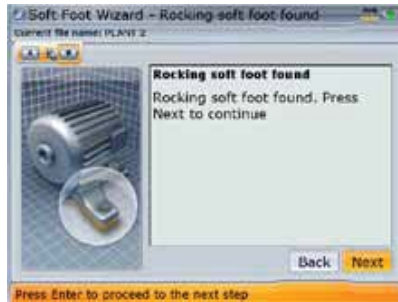 Soft Foot Wizard - Rocking soft foot found
Current file name: PLANT 2
A B
Rocking soft foot found
Rocking soft foot found. Press
Next to continue
Back Next
Press Enter to proceed to the next step